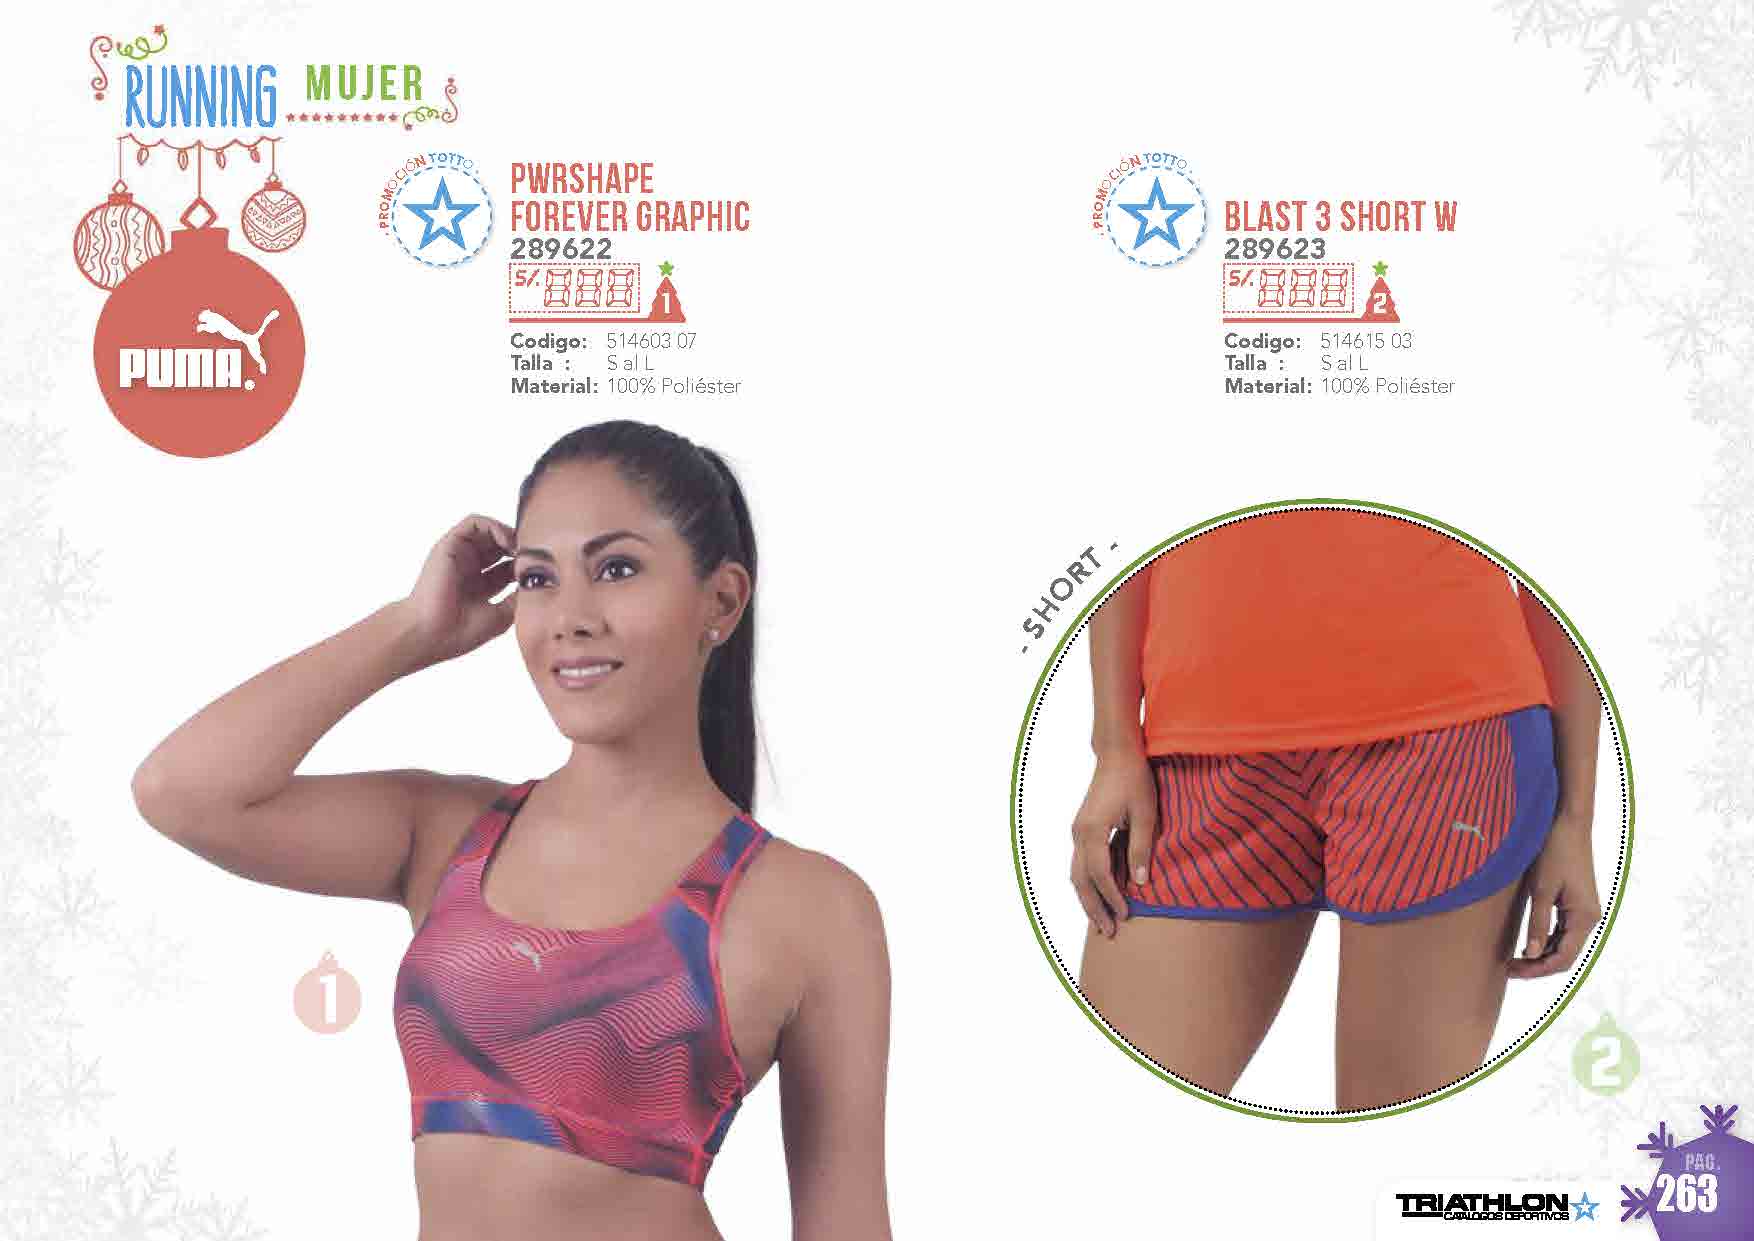 RUNNING MUJER
PUMA.
. PROMOCIÓN TOTTO .
PWRSHAPE
FOREVER GRAPHIC
289622
S/. 888
1
Codigo: 514603 07
Talla : S al L
Material: 100% Poliéster
. PROMOCIÓN TOTTO .
BLAST 3 SHORT W
289623
S/. 888
2
Codigo: 514615 03
Talla : S al L
Material: 100% Poliéster
- SHORT -
1
2
PAG.
263
TRIATHLON
CATALOGOS DEPORTIVOS